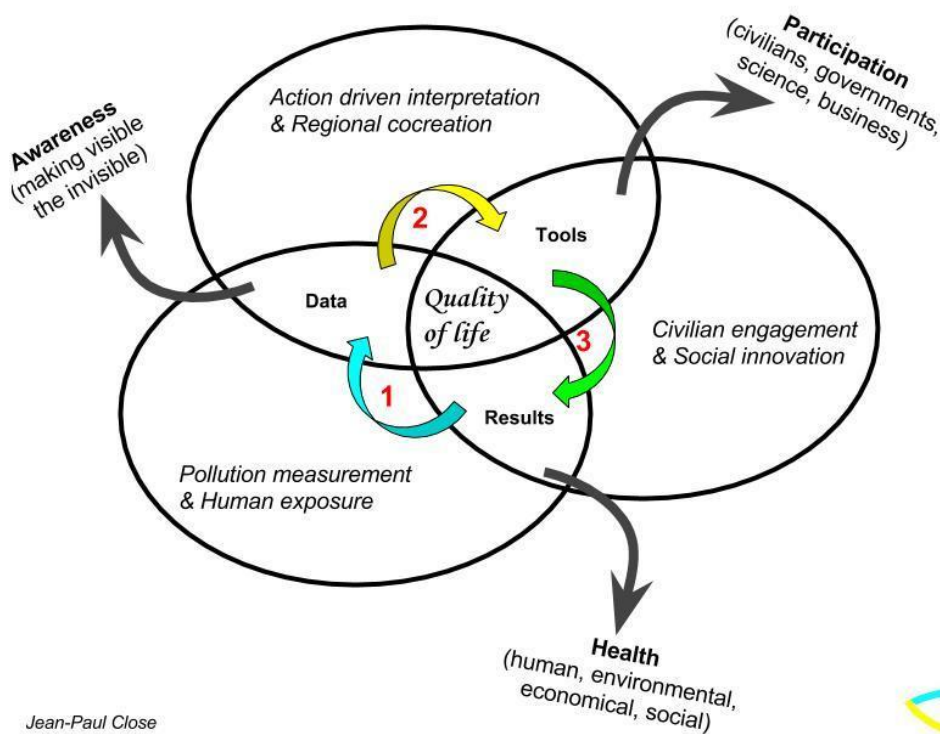 Participation
(civilians, governments,
science, business)
Action driven interpretation
& Regional cocreation
Awareness
(making visible
the invisible)
2
Tools
Data
Quality
of life
Civilian engagement
& Social innovation
3
1
Results
Pollution measurement
& Human exposure
Health
(human, environmental,
economical, social)
Jean-Paul Close